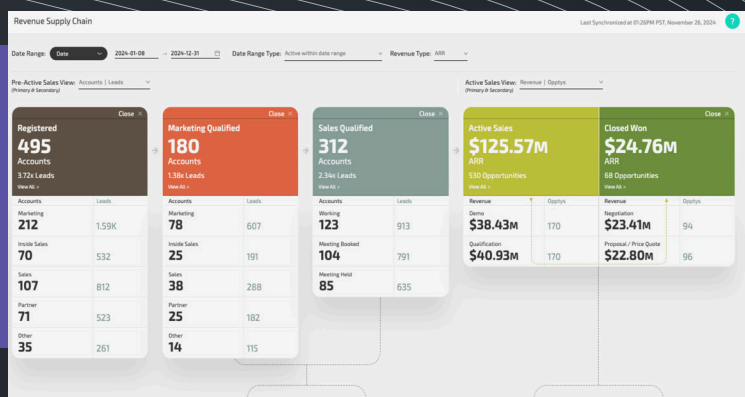 Revenue Supply Chain
Last Synchronized at 01:26PM PST, November 26, 2024
?
Date Range: Date 2024-01-08 → 2024-12-31 Date Range Type: Active within date range Revenue Type: ARR
Pre-Active Sales View: Accounts | Leads
(Primary & Secondary)
Active Sales View: Revenue | Opptys
(Primary & Secondary)
Close ×
Registered
495
Accounts
3.72x Leads
View All >
Accounts Leads
Marketing
212 1.59K
Inside Sales
70 532
Sales
107 812
Partner
71 523
Other
35 261
Close ×
Marketing Qualified
180
Accounts
1.38x Leads
View All >
Accounts Leads
Marketing
78 607
Inside Sales
25 191
Sales
38 288
Partner
25 182
Other
14 115
Close ×
Sales Qualified
312
Accounts
2.34x Leads
View All >
Accounts Leads
Working
123 913
Meeting Booked
104 791
Meeting Held
85 635
Active Sales
$125.57M
ARR
530 Opportunities
View All >
Revenue Opptys
Demo
$38.43M 170
Qualification
$40.93M 170
Close ×
Closed Won
$24.76M
ARR
68 Opportunities
View All >
Revenue Opptys
Negotiation
$23.41M 94
Proposal / Price Quote
$22.80M 96